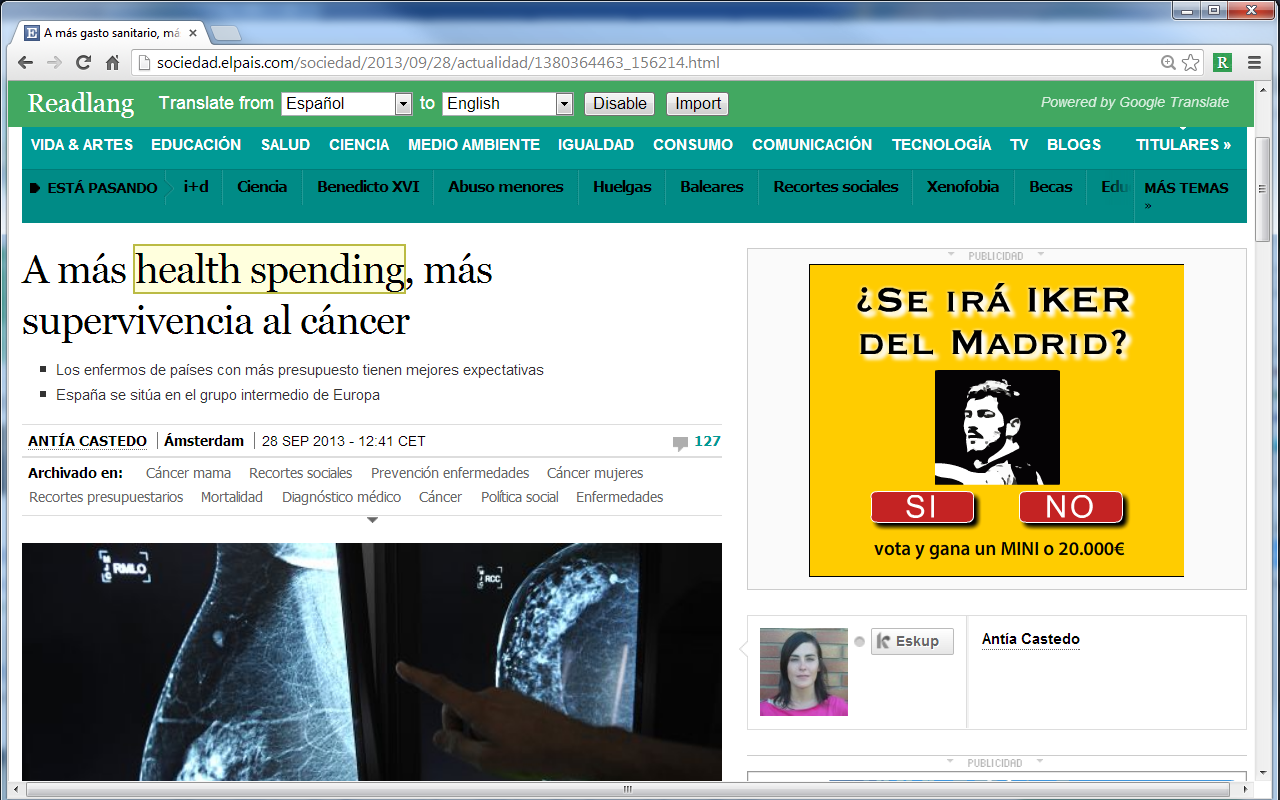 A más gasto sanitario, má
sociedad.elpais.com/sociedad/2013/09/28/actualidad/1380364463_156214.html
R
Readlang Translate from Español to English Disable Import Powered by Google Translate
VIDA & ARTES EDUCACIÓN SALUD CIENCIA MEDIO AMBIENTE IGUALDAD CONSUMO COMUNICACIÓN TECNOLOGÍA TV BLOGS TITULARES »
ESTÁ PASANDO i+d Ciencia Benedicto XVI Abuso menores Huelgas Baleares Recortes sociales Xenofobia Becas Edu MÁS TEMAS
»
A más health spending, más
supervivencia al cáncer
Los enfermos de países con más presupuesto tienen mejores expectativas
España se sitúa en el grupo intermedio de Europa
ANTÍA CASTEDO Ámsterdam 28 SEP 2013 - 12:41 CET 127
Archivado en: Cáncer mama Recortes sociales Prevención enfermedades Cáncer mujeres
Recortes presupuestarios Mortalidad Diagnóstico médico Cáncer Política social Enfermedades
RMLO
RCC
PUBLICIDAD
¿SE IRÁ IKER
DEL MADRID?
SI NO
vota y gana un MINI o 20.000€
Eskup
Antía Castedo
PUBLICIDAD